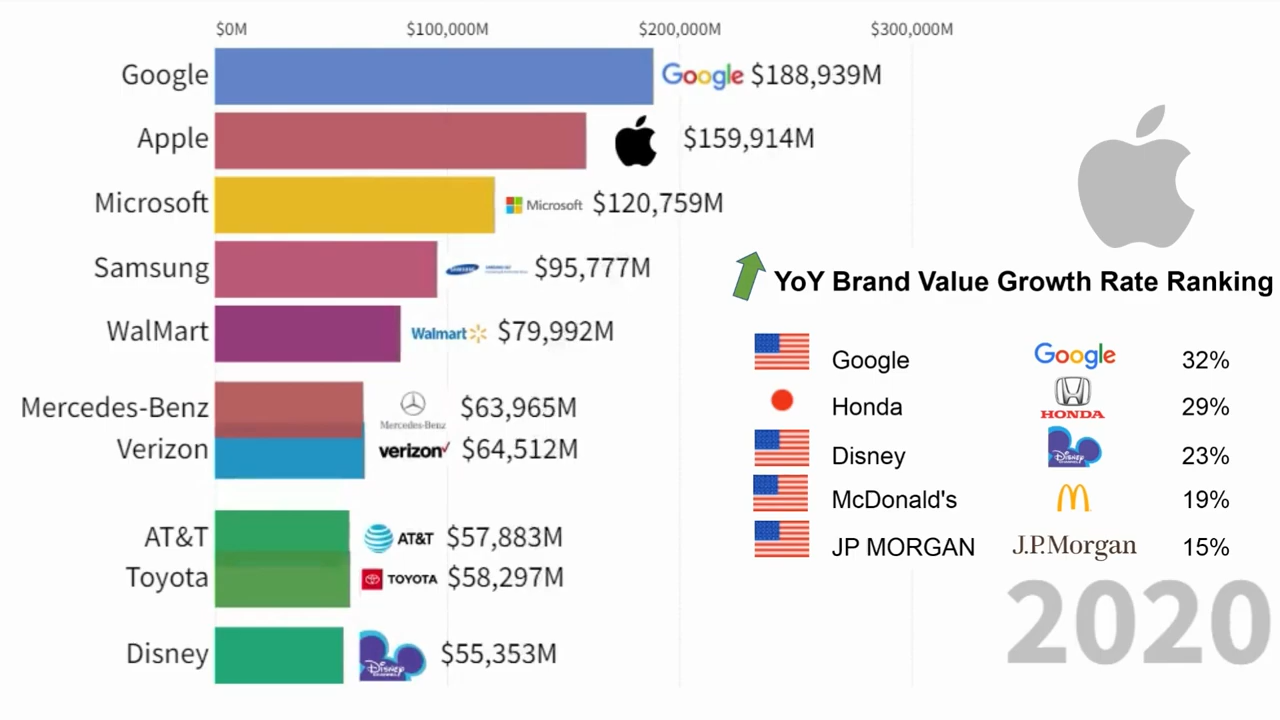 $0M $100,000M $200,000M $300,000M
Google Google $188,939M
Apple $159,914M
Microsoft Microsoft $120,759M
Samsung SAMSUNG $95,777M
WalMart Walmart $79,992M
Mercedes-Benz Mercedes-Benz $63,965M
Verizon verizon $64,512M
AT&T AT&T $57,883M
Toyota TOYOTA $58,297M
Disney Disney CHANNEL $55,353M
YoY Brand Value Growth Rate Ranking
Google Google 32%
Honda HONDA 29%
Disney Disney 23%
McDonald's 19%
JP MORGAN J.P.Morgan 15%
2020